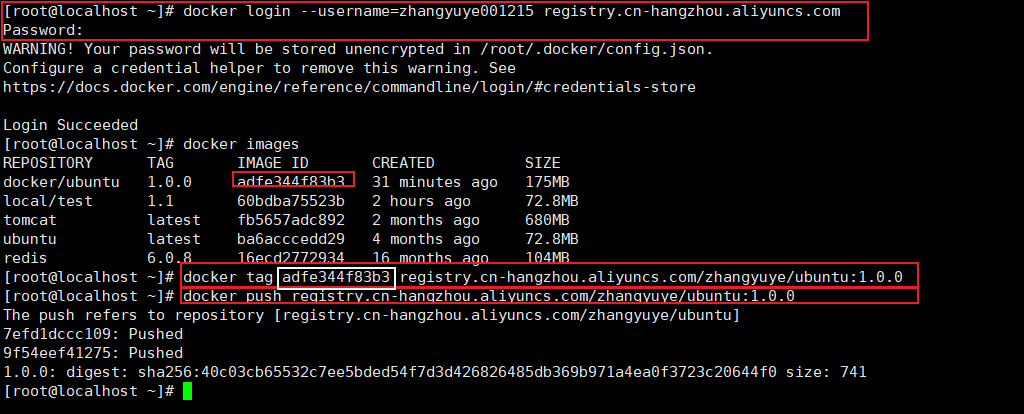 [root@localhost ~]# docker login --username=zhangyuye001215 registry.cn-hangzhou.aliyuncs.com
Password:
WARNING! Your password will be stored unencrypted in /root/.docker/config.json.
Configure a credential helper to remove this warning. See
https://docs.docker.com/engine/reference/commandline/login/#credentials-store
Login Succeeded
[root@localhost ~]# docker images
REPOSITORY TAG IMAGE ID CREATED SIZE
docker/ubuntu 1.0.0 adfe344f83b3 31 minutes ago 175MB
local/test 1.1 60bdba75523b 2 hours ago 72.8MB
tomcat latest fb5657adc892 2 months ago 680MB
ubuntu latest ba6acccedd29 4 months ago 72.8MB
redis 6.0.8 16ecd2772934 16 months ago 104MB
[root@localhost ~]# docker tag adfe344f83b3 registry.cn-hangzhou.aliyuncs.com/zhangyuye/ubuntu:1.0.0
[root@localhost ~]# docker push registry.cn-hangzhou.aliyuncs.com/zhangyuye/ubuntu:1.0.0
The push refers to repository [registry.cn-hangzhou.aliyuncs.com/zhangyuye/ubuntu]
7efd1dccc109: Pushed
9f54eef41275: Pushed
1.0.0: digest: sha256:40c03cb65532c7ee5bded54f7d3d426826485db369b971a4ea0f3723c20644f0 size: 741
[root@localhost ~]#